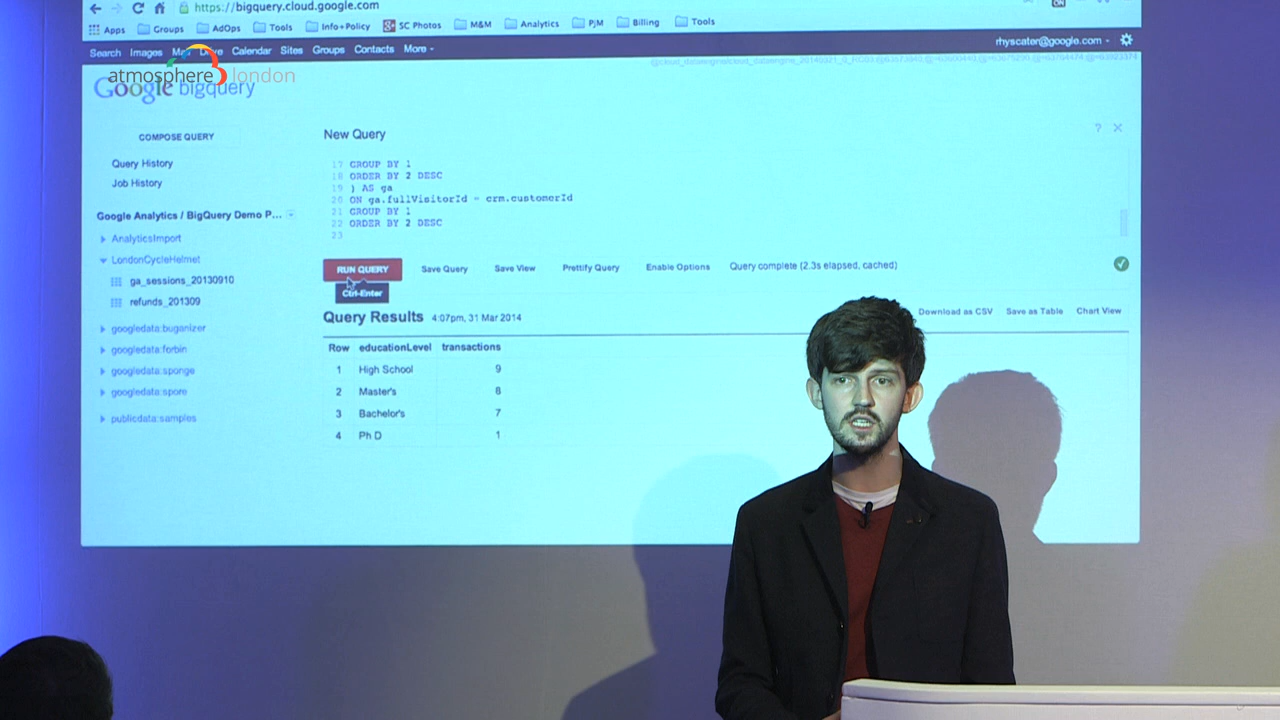 https://bigquery.cloud.google.com
Apps Groups AdOps Tools Info+Policy SC Photos M&M Analytics PjM Billing Tools
Search Images Drive Calendar Sites Groups Contacts More
rhyscater@google.com
atmosphere london
Google bigquery
COMPOSE QUERY
Query History
Job History
Google Analytics / BigQuery Demo P...
AnalyticsImport
LondonCycleHelmet
ga_sessions_20130910
refunds_201309
googledata:buganizer
googledata:forbin
googledata:sponge
googledata:spore
publicdata:samples
New Query
? X
17 GROUP BY 1
18 ORDER BY 2 DESC
19 ) AS ga
20 ON ga.fullVisitorId = crm.customerId
21 GROUP BY 1
22 ORDER BY 2 DESC
23
RUN QUERY Save Query Save View Prettify Query Enable Options Query complete (2.3s elapsed, cached)
Ctrl-Enter
Query Results 4:07pm, 31 Mar 2014
Download as CSV Save as Table Chart View
Row educationLevel transactions
1 High School 9
2 Master's 8
3 Bachelor's 7
4 Ph D 1